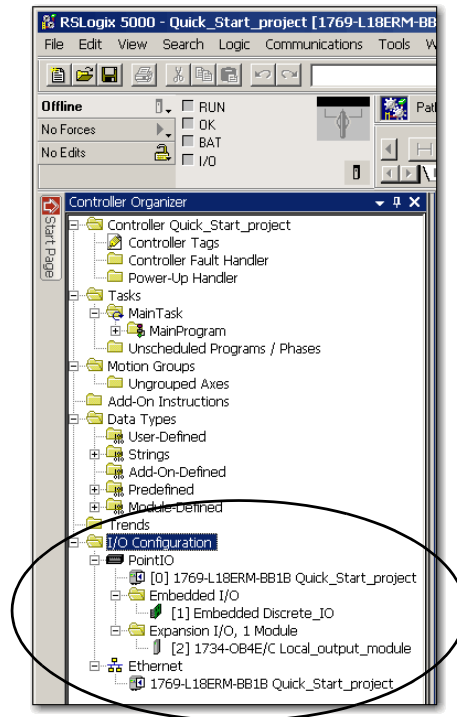 RSLogix 5000 - Quick_Start_project [1769-L18ERM-BB
File Edit View Search Logic Communications Tools W
Offline
RUN
No Forces
OK
BAT
No Edits
I/O
Pat
Start Page
Controller Organizer
Controller Quick_Start_project
Controller Tags
Controller Fault Handler
Power-Up Handler
Tasks
MainTask
MainProgram
Unscheduled Programs / Phases
Motion Groups
Ungrouped Axes
Add-On Instructions
Data Types
User-Defined
Strings
Add-On-Defined
Predefined
Module-Defined
Trends
I/O Configuration
PointIO
[0] 1769-L18ERM-BB1B Quick_Start_project
Embedded I/O
[1] Embedded Discrete_IO
Expansion I/O, 1 Module
[2] 1734-OB4E/C Local_output_module
Ethernet
1769-L18ERM-BB1B Quick_Start_project